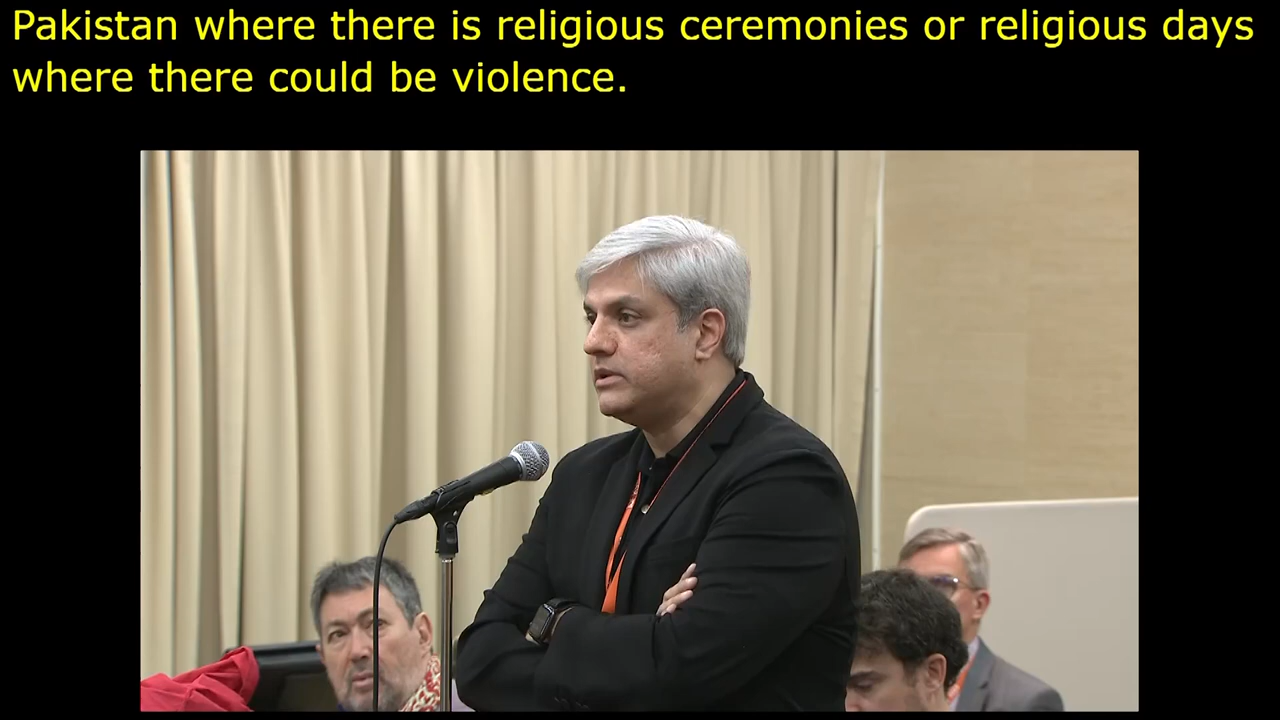 Pakistan where there is religious ceremonies or religious days
where there could be violence.